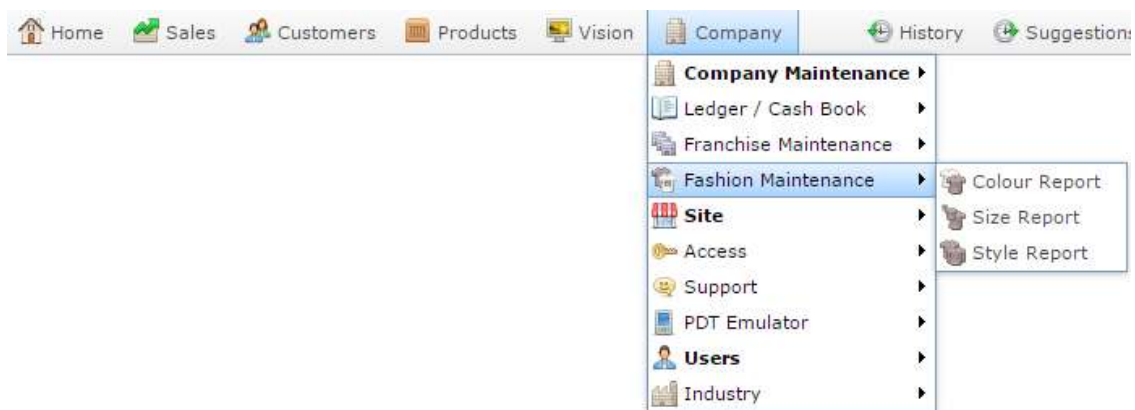 Home Sales Customers Products Vision Company History Suggestions
Company Maintenance
Ledger / Cash Book
Franchise Maintenance
Fashion Maintenance Colour Report
Site Size Report
Access Style Report
Support
PDT Emulator
Users
Industry